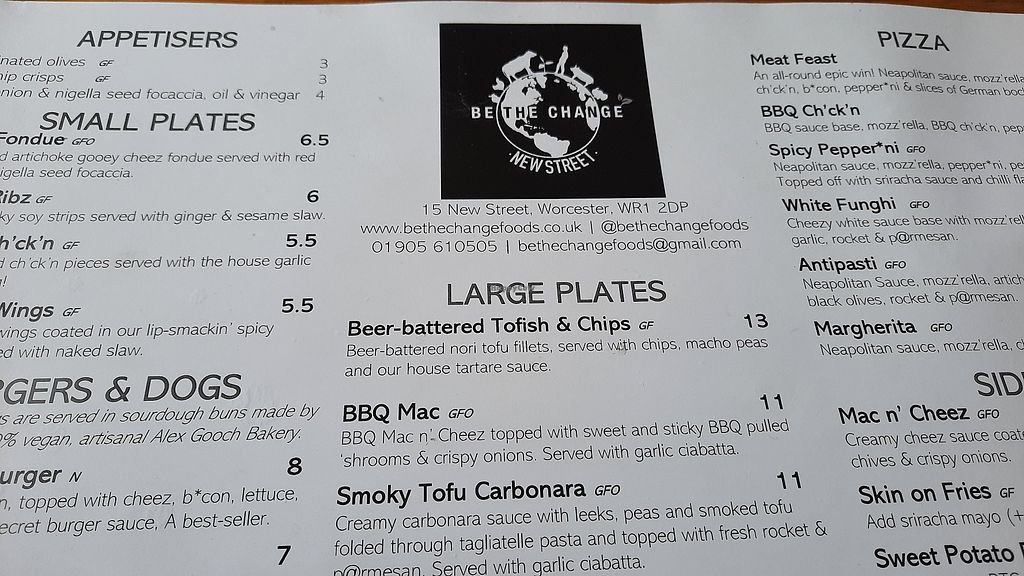 APPETISERS
inated olives GF 3
hip crisps GF 3
nion & nigella seed focaccia, oil & vinegar 4
SMALL PLATES
Fondue GFO 6.5
d artichoke gooey cheez fondue served with red
nigella seed focaccia.
Ribz GF 6
ky soy strips served with ginger & sesame slaw.
h'ck'n GF 5.5
d ch'ck'n pieces served with the house garlic
g!
Wings GF 5.5
wings coated in our lip-smackin' spicy
ed with naked slaw.
RGERS & DOGS
s are served in sourdough buns made by
0% vegan, artisanal Alex Gooch Bakery.
urger N 8
n, topped with cheez, b*con, lettuce,
ecret burger sauce, A best-seller.
7
BE THE CHANGE
·NEW STREET·
15 New Street, Worcester, WR1 2DP
www.bethechangefoods.co.uk | @bethechangefoods
01905 610505 | bethechangefoods@gmail.com
LARGE PLATES
Beer-battered Tofish & Chips GF 13
Beer-battered nori tofu fillets, served with chips, macho peas
and our house tartare sauce.
BBQ Mac GFO 11
BBQ Mac n' Cheez topped with sweet and sticky BBQ pulled
'shrooms & crispy onions. Served with garlic ciabatta.
Smoky Tofu Carbonara GFO 11
Creamy carbonara sauce with leeks, peas and smoked tofu
folded through tagliatelle pasta and topped with fresh rocket &
p@rmesan. Served with garlic ciabatta.
PIZZA
Meat Feast
An all-round epic win! Neapolitan sauce, mozz'rella
ch'ck'n, b*con, pepper*ni & slices of German boc
BBQ Ch'ck'n
BBQ sauce base, mozz'rella, BBQ ch'ck'n, pep
Spicy Pepper*ni GFO
Neapolitan sauce, mozz'rella, pepper*ni, pe
Topped off with sriracha sauce and chilli fla
White Funghi GFO
Cheezy white sauce base with mozz'rel
garlic, rocket & p@rmesan.
Antipasti GFO
Neapolitan Sauce, mozz'rella, artich
black olives, rocket & p@rmesan.
Margherita GFO
Neapolitan sauce, mozz'rella, c
SID
Mac n' Cheez GFO
Creamy cheez sauce coate
chives & crispy onions.
Skin on Fries GF
Add sriracha mayo (+
Sweet Potato F